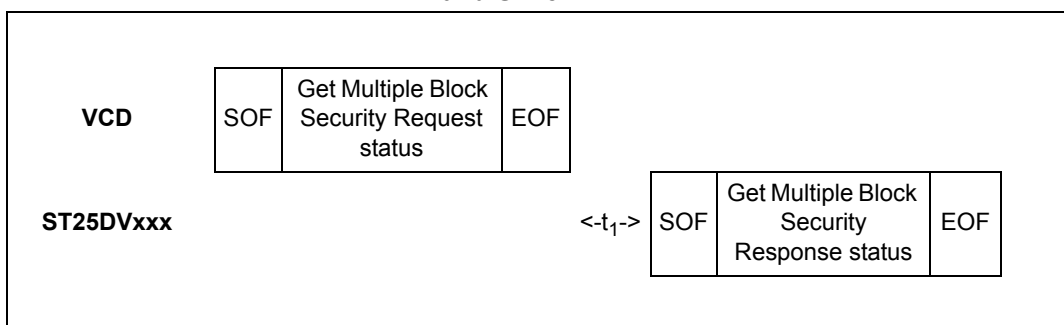 VCD
SOF
Get Multiple Block
Security Request
status
EOF
ST25DVxxx
<-t1->
SOF
Get Multiple Block
Security
Response status
EOF